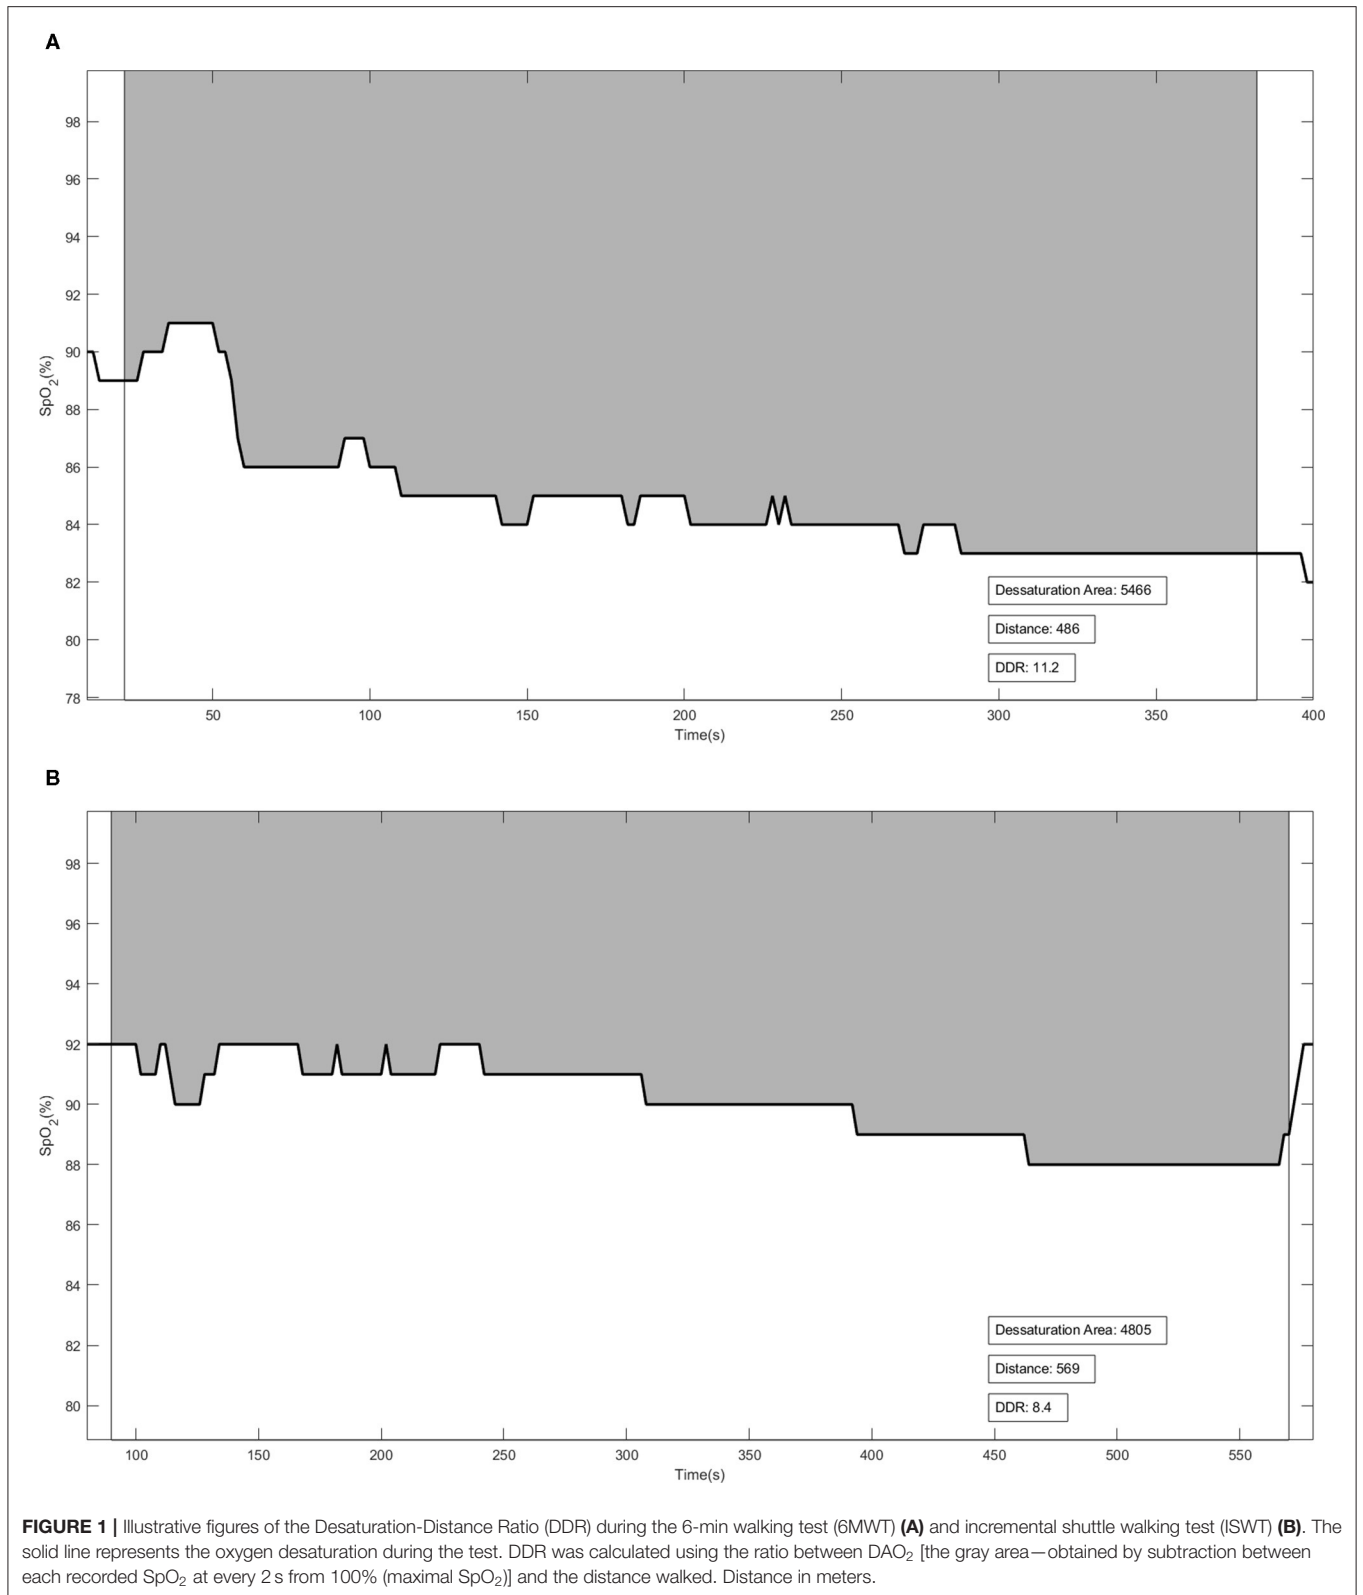 A
98
96
94
92
90
88
86
84
82
80
78
SpO2(%)
Dessaturation Area: 5466
Distance: 486
DDR: 11.2
50 100 150 200 250 300 350 400
Time(s)
B
98
96
94
92
90
88
86
84
82
80
SpO2(%)
Dessaturation Area: 4805
Distance: 569
DDR: 8.4
100 150 200 250 300 350 400 450 500 550
Time(s)
FIGURE 1 | Illustrative figures of the Desaturation-Distance Ratio (DDR) during the 6-min walking test (6MWT) (A) and incremental shuttle walking test (ISWT) (B). The
solid line represents the oxygen desaturation during the test. DDR was calculated using the ratio between DAO2 [the gray area—obtained by subtraction between
each recorded SpO2 at every 2 s from 100% (maximal SpO2)] and the distance walked. Distance in meters.